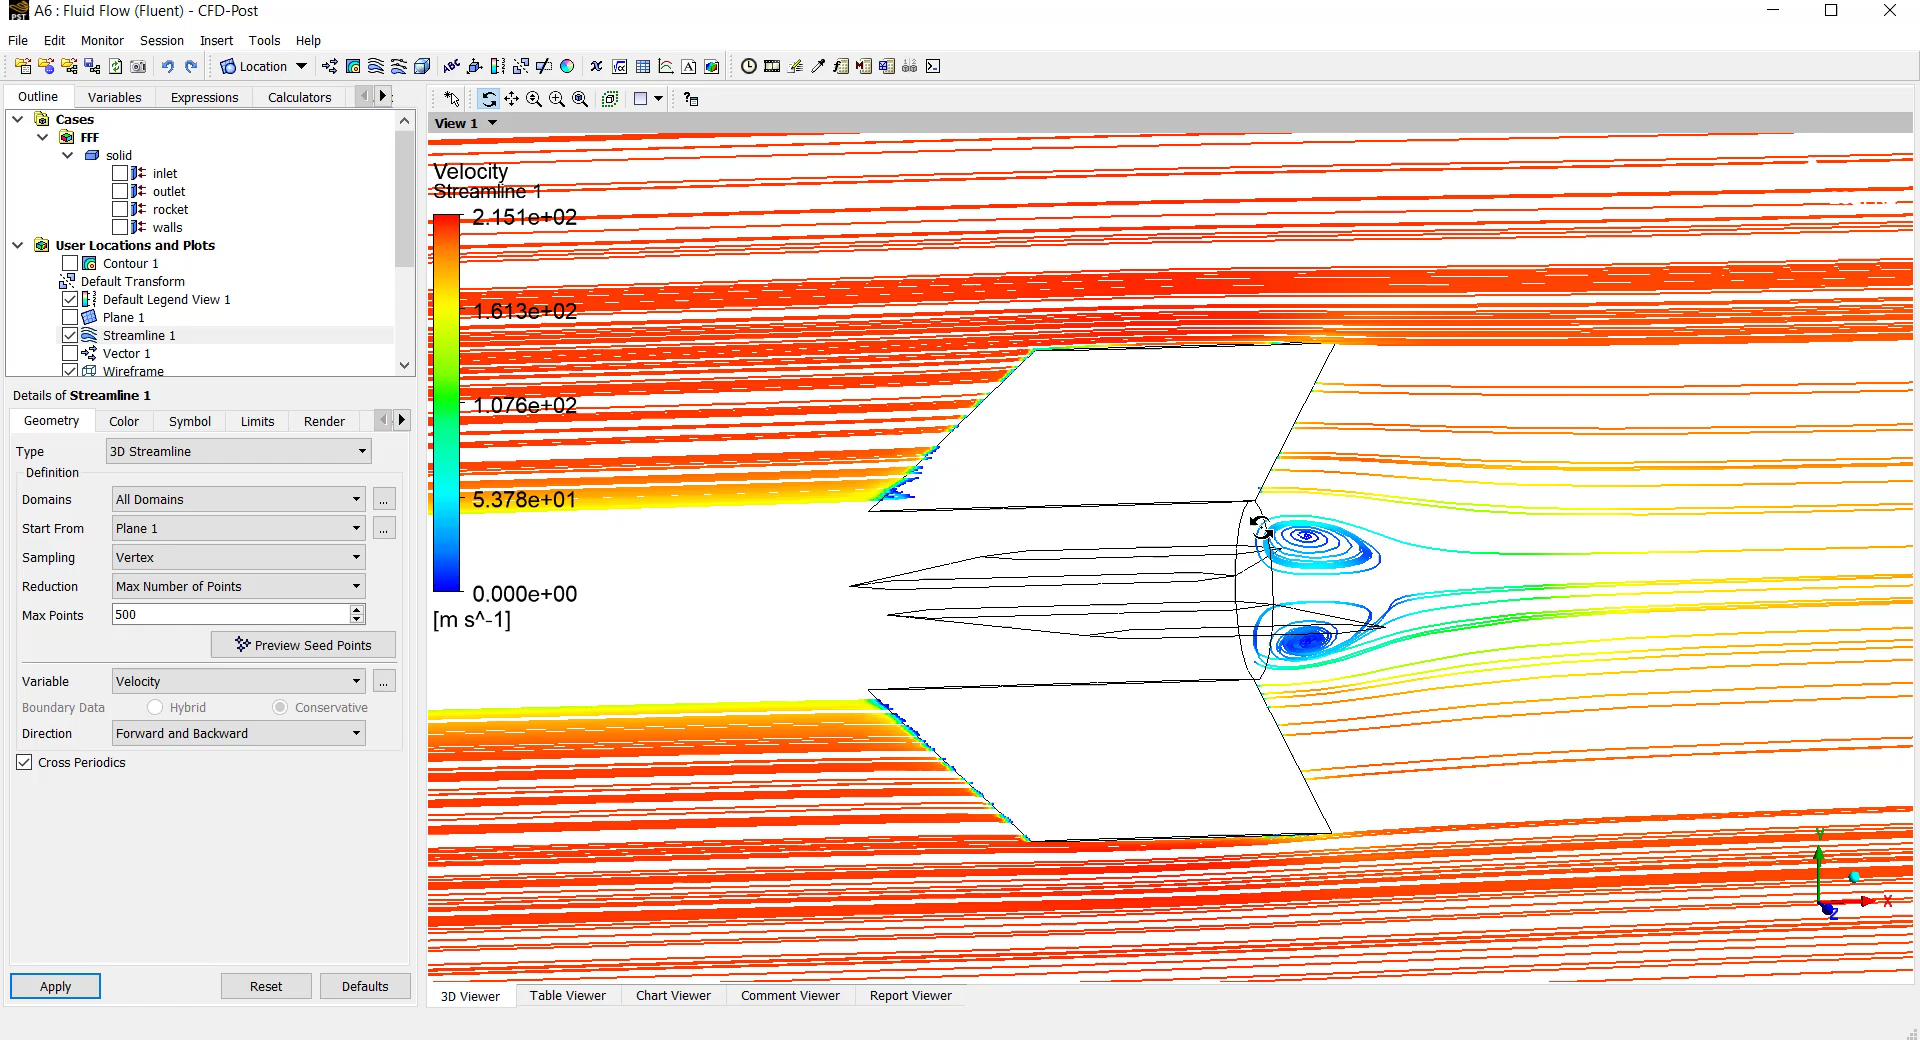 A6 : Fluid Flow (Fluent) - CFD-Post
File Edit Monitor Session Insert Tools Help
Location
Outline Variables Expressions Calculators
Cases
FFF
solid
inlet
outlet
rocket
walls
User Locations and Plots
Contour 1
Default Transform
Default Legend View 1
Plane 1
Streamline 1
Vector 1
Wireframe
Details of Streamline 1
Geometry Color Symbol Limits Render
Type 3D Streamline
Definition
Domains All Domains ...
Start From Plane 1 ...
Sampling Vertex
Reduction Max Number of Points
Max Points 500
Preview Seed Points
Variable Velocity ...
Boundary Data Hybrid Conservative
Direction Forward and Backward
Cross Periodics
Apply Reset Defaults
View 1
Velocity
Streamline 1
2.151e+02
1.613e+02
1.076e+02
5.378e+01
0.000e+00
[m s^-1]
Y
X
Z
3D Viewer Table Viewer Chart Viewer Comment Viewer Report Viewer